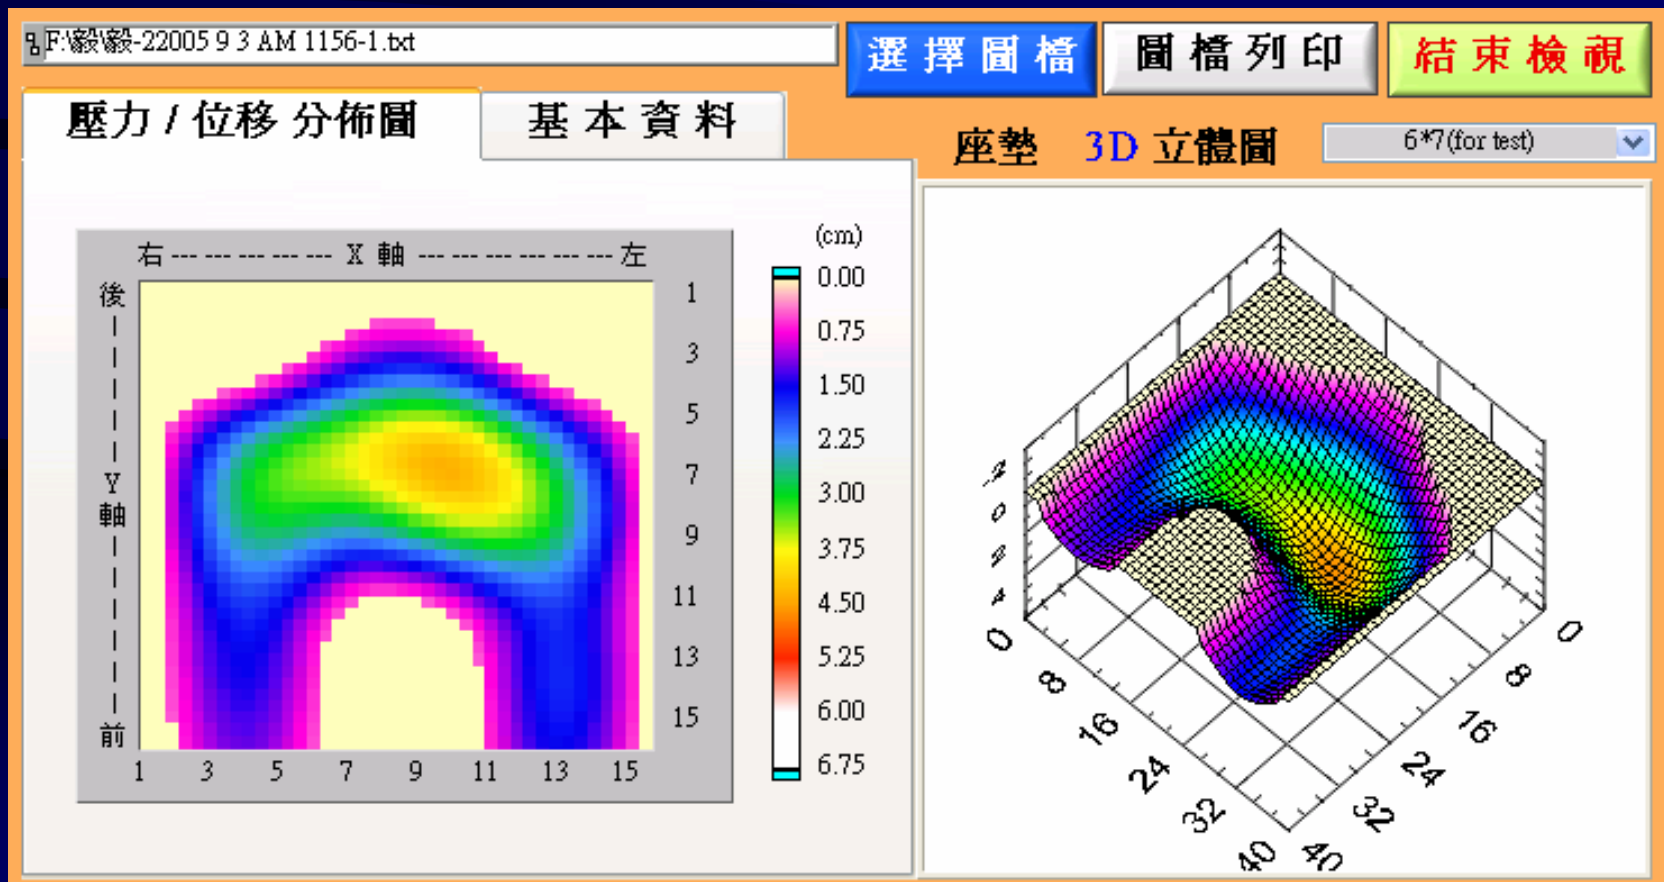 F:\毅\毅-22005 9 3 AM 1156-1.txt
選擇圖檔
圖檔列印
結束檢視
壓力 / 位移 分佈圖
基本資料
座墊 3D 立體圖
6*7(for test)
右 --- --- --- --- --- X 軸 --- --- --- --- --- --- 左
後
Y
軸
前
1
3
5
7
9
11
13
15
1 3 5 7 9 11 13 15
(cm)
0.00
0.75
1.50
2.25
3.00
3.75
4.50
5.25
6.00
6.75
0
2
4
0
8
16
24
32
40
0
8
16
24
32
40